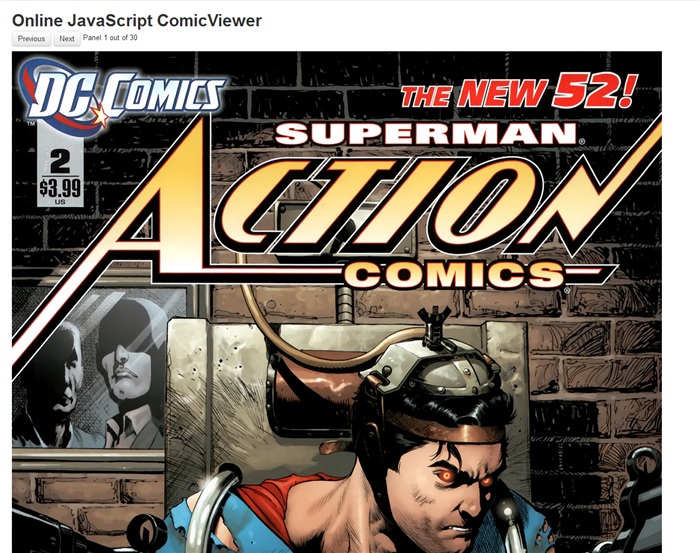 Online JavaScript ComicViewer
Previous Next Panel 1 out of 30
DC COMICS
TM
THE NEW 52!
SUPERMAN®
2
$3.99
US
ACTION
COMICS®